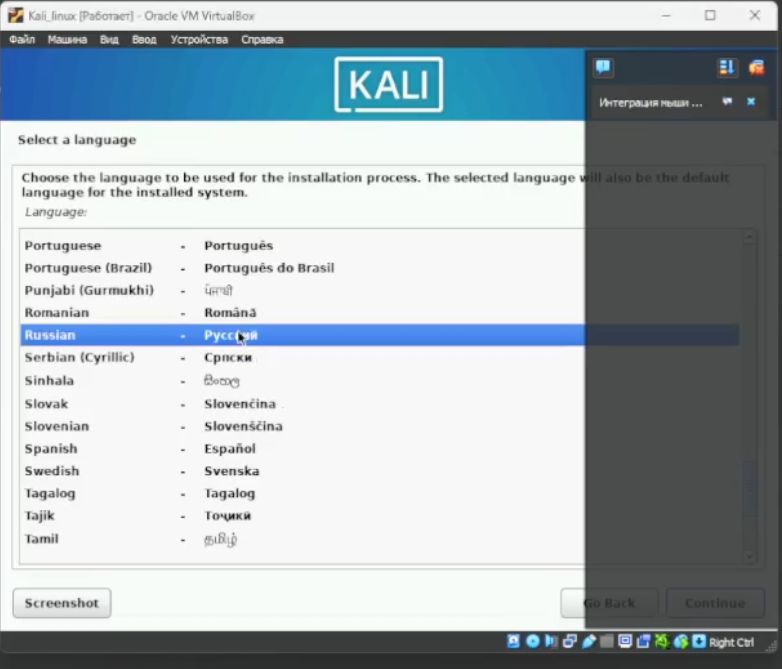 Kali_linux [Работает] - Oracle VM VirtualBox
Файл Машина Вид Ввод Устройства Справка
KALI
Интеграция мыши ...
Select a language
Choose the language to be used for the installation process. The selected language will also be the default
language for the installed system.
Language:
Portuguese - Português
Portuguese (Brazil) - Português do Brasil
Punjabi (Gurmukhi) - ਪੰਜਾਬੀ
Romanian - Română
Russian - Русский
Serbian (Cyrillic) - Српски
Sinhala - සිංහල
Slovak - Slovenčina
Slovenian - Slovenščina
Spanish - Español
Swedish - Svenska
Tagalog - Tagalog
Tajik - Тоҷикӣ
Tamil - தமிழ்
Screenshot Go Back Continue
Right Ctrl